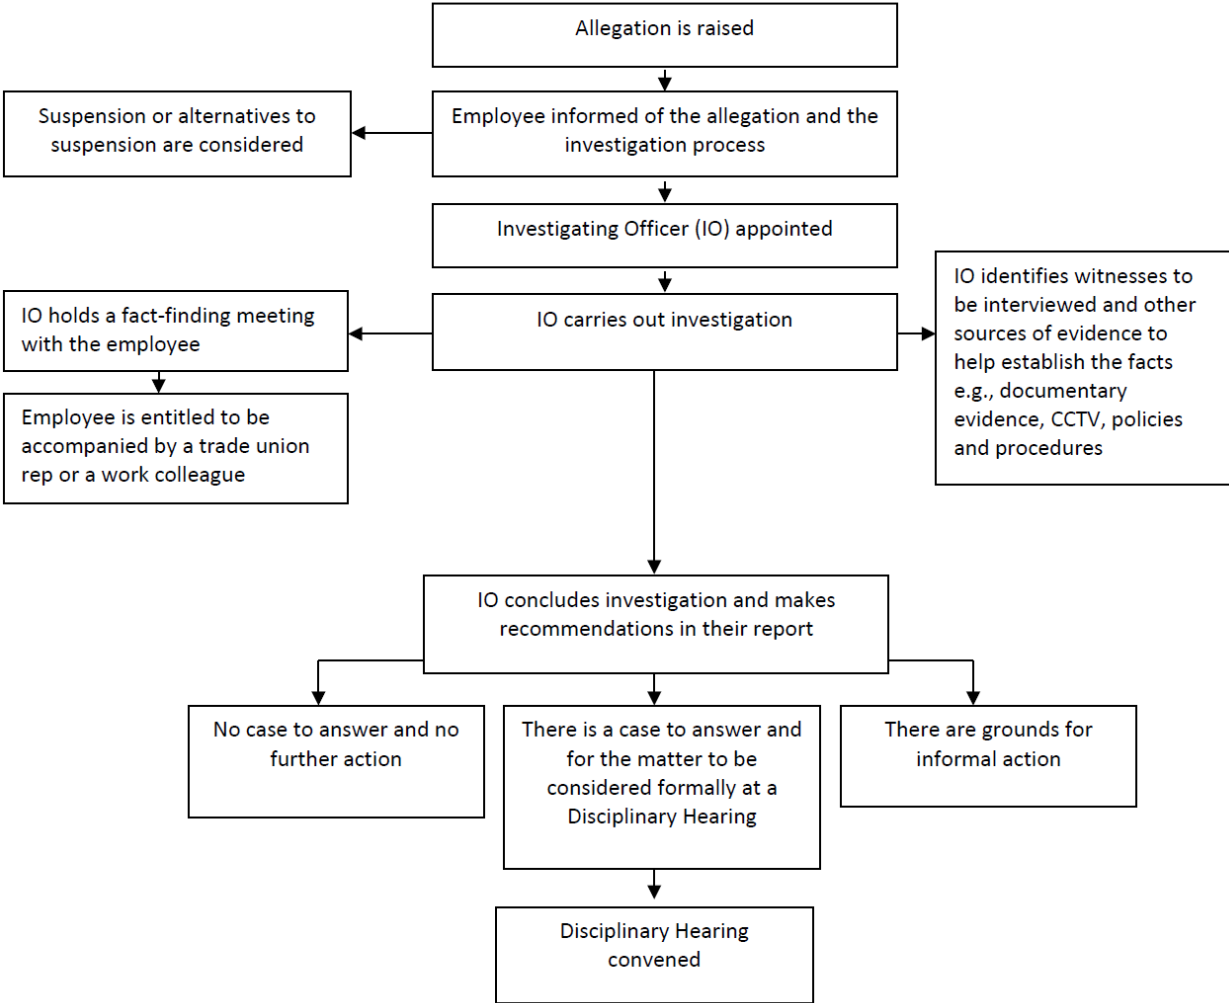 Allegation is raised
Suspension or alternatives to
suspension are considered
Employee informed of the allegation and the
investigation process
Investigating Officer (IO) appointed
IO holds a fact-finding meeting
with the employee
IO carries out investigation
IO identifies witnesses to
be interviewed and other
sources of evidence to
help establish the facts
e.g., documentary
evidence, CCTV, policies
and procedures
Employee is entitled to be
accompanied by a trade union
rep or a work colleague
IO concludes investigation and makes
recommendations in their report
No case to answer and no
further action
There is a case to answer and
for the matter to be
considered formally at a
Disciplinary Hearing
There are grounds for
informal action
Disciplinary Hearing
convened